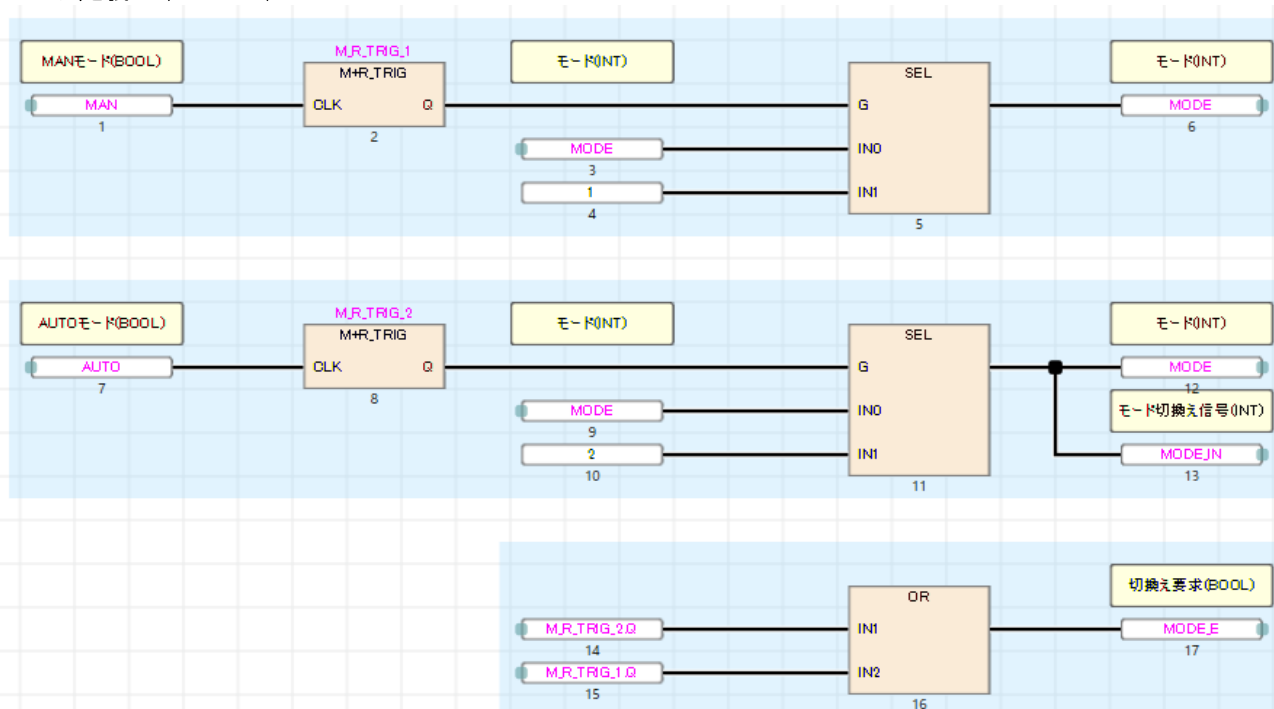 MANモード(BOOL)
M_R_TRIG_1
モード(INT)
モード(INT)
M+R_TRIG
SEL
MAN
CLK
Q
G
MODE
1
2
6
MODE
IN0
3
1
IN1
4
5
AUTOモード(BOOL)
M_R_TRIG_2
モード(INT)
モード(INT)
M+R_TRIG
SEL
AUTO
CLK
Q
G
MODE
7
8
12
MODE
IN0
モード切換え信号(INT)
9
2
IN1
MODE_IN
10
11
13
切換え要求(BOOL)
OR
M_R_TRIG_2.Q
IN1
MODE_E
14
17
M_R_TRIG_1.Q
IN2
15
16